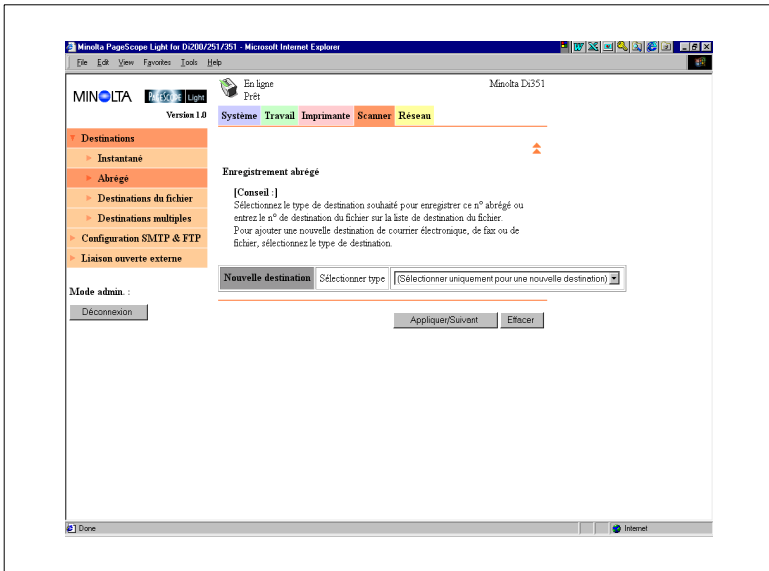 Minolta PageScope Light for Di200/251/351 - Microsoft Internet Explorer
File Edit View Favorites Tools Help
MINOLTA PAGESCOPE Light
Version 1.0
En ligne
Prêt
Minolta Di351
Système Travail Imprimante Scanner Réseau
Destinations
Instantané
Abrégé
Destinations du fichier
Destinations multiples
Configuration SMTP & FTP
Liaison ouverte externe
Mode admin. :
Déconnexion
Enregistrement abrégé
[Conseil :]
Sélectionnez le type de destination souhaité pour enregistrer ce n° abrégé ou
entrez le n° de destination du fichier sur la liste de destination du fichier.
Pour ajouter une nouvelle destination de courrier électronique, de fax ou de
fichier, sélectionnez le type de destination.
Nouvelle destination Sélectionner type (Sélectionner uniquement pour une nouvelle destination)
Appliquer/Suivant Effacer
Done Internet